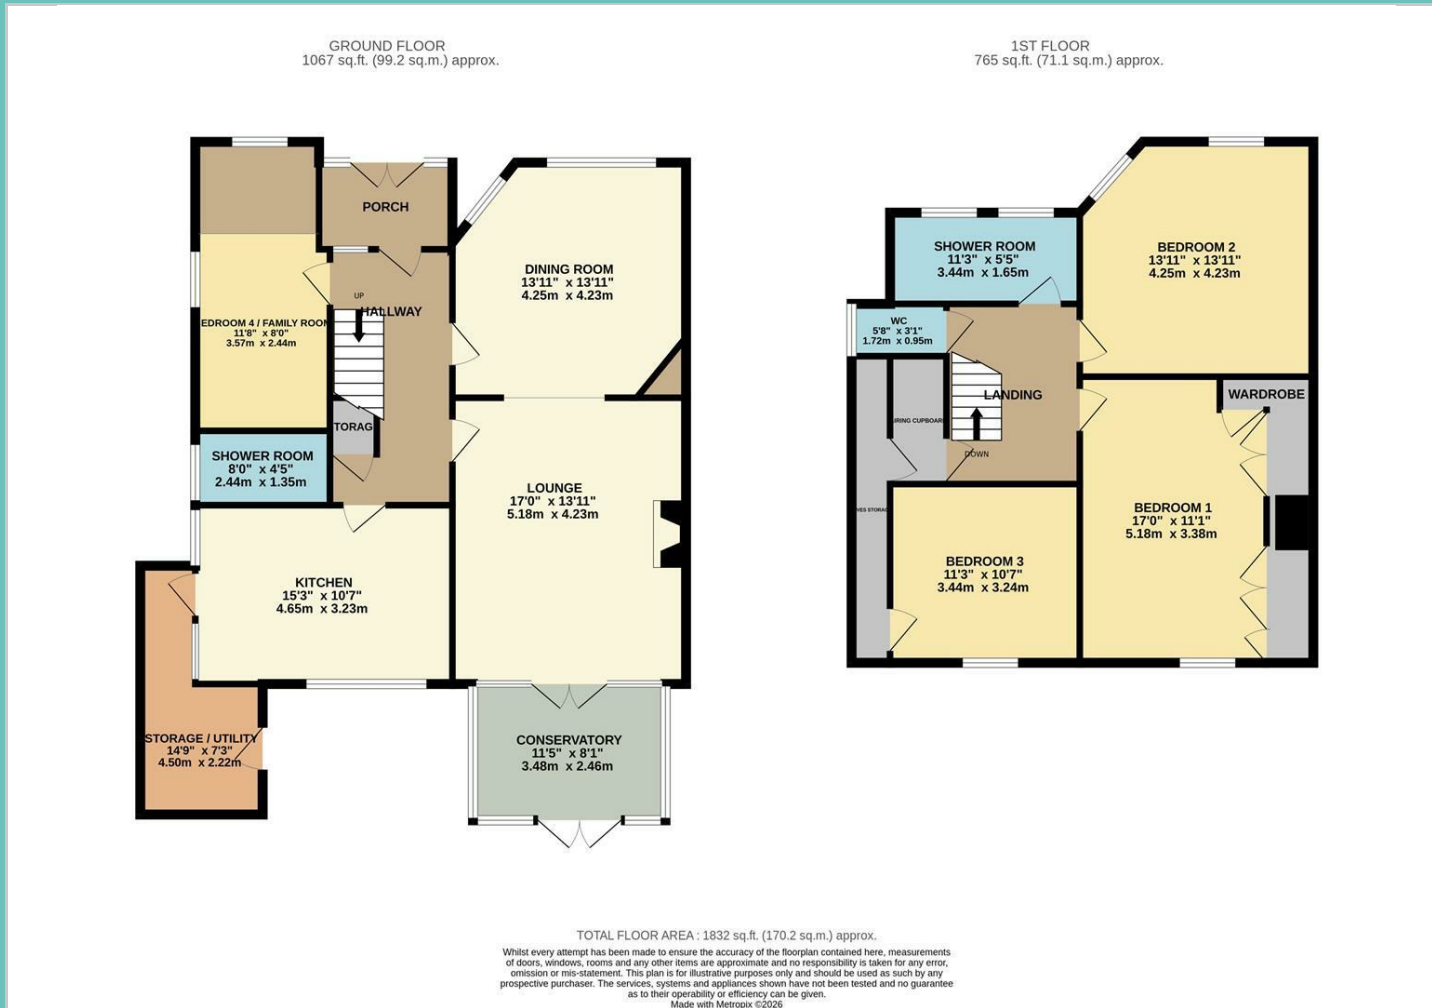 GROUND FLOOR
1067 sq.ft. (99.2 sq.m.) approx.
1ST FLOOR
765 sq.ft. (71.1 sq.m.) approx.
PORCH
DINING ROOM
13'11" x 13'11"
4.25m x 4.23m
UP
HALLWAY
EDROOM 4 / FAMILY ROOM
11'8" x 8'0"
3.57m x 2.44m
TORAG
SHOWER ROOM
8'0" x 4'5"
2.44m x 1.35m
LOUNGE
17'0" x 13'11"
5.18m x 4.23m
KITCHEN
15'3" x 10'7"
4.65m x 3.23m
STORAGE / UTILITY
14'9" x 7'3"
4.50m x 2.22m
CONSERVATORY
11'5" x 8'1"
3.48m x 2.46m
SHOWER ROOM
11'3" x 5'5"
3.44m x 1.65m
BEDROOM 2
13'11" x 13'11"
4.25m x 4.23m
WC
5'8" x 3'1"
1.72m x 0.95m
LANDING
WARDROBE
IRING CUPBOAR
DOWN
VES STORAG
BEDROOM 1
17'0" x 11'1"
5.18m x 3.38m
BEDROOM 3
11'3" x 10'7"
3.44m x 3.24m
TOTAL FLOOR AREA : 1832 sq.ft. (170.2 sq.m.) approx.
Whilst every attempt has been made to ensure the accuracy of the floorplan contained here, measurements
of doors, windows, rooms and any other items are approximate and no responsibility is taken for any error,
omission or mis-statement. This plan is for illustrative purposes only and should be used as such by any
prospective purchaser. The services, systems and appliances shown have not been tested and no guarantee
as to their operability or efficiency can be given.
Made with Metropix ©2026